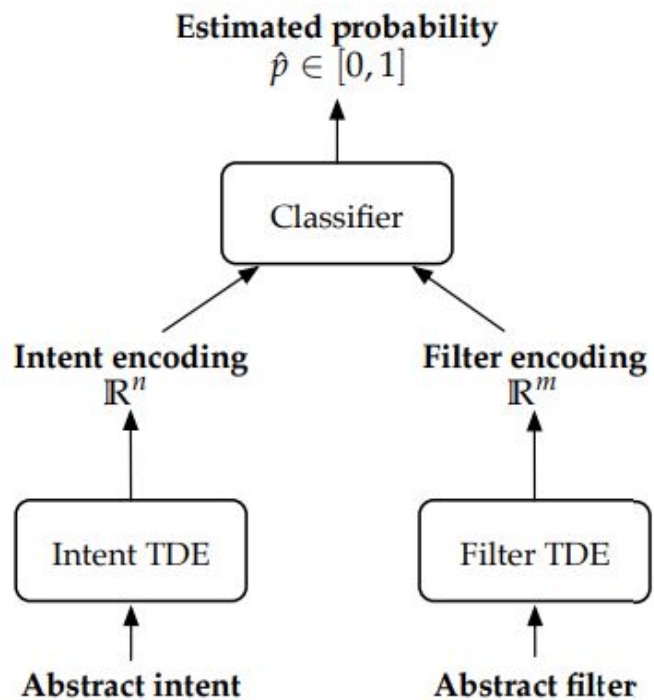 Estimated probability
p̂ ∈ [0, 1]
Classifier
Intent encoding
ℝⁿ
Filter encoding
ℝᵐ
Intent TDE
Filter TDE
Abstract intent
Abstract filter